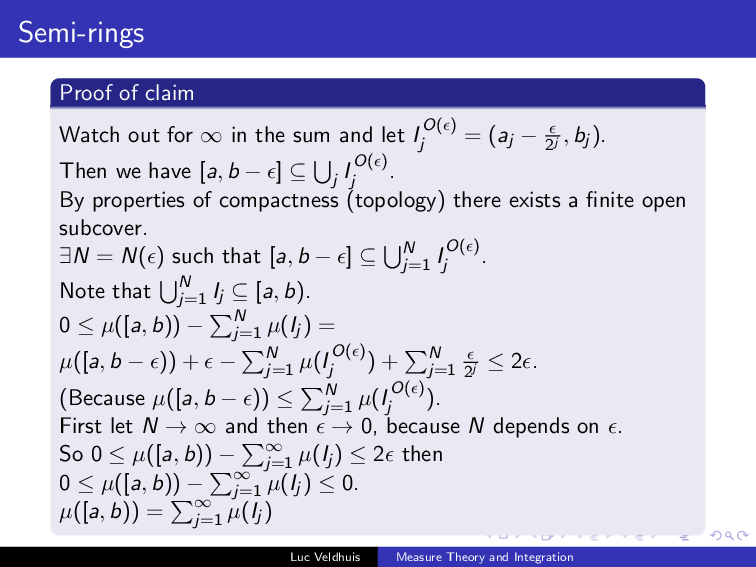 Semi-rings
Proof of claim
Watch out for ∞ in the sum and let $I_j^{O(\epsilon)} = (a_j - \frac{\epsilon}{2^j}, b_j)$.
Then we have $[a, b - \epsilon] \subseteq \bigcup_j I_j^{O(\epsilon)}$.
By properties of compactness (topology) there exists a finite open
subcover.
$\exists N = N(\epsilon)$ such that $[a, b - \epsilon] \subseteq \bigcup_{j=1}^{N} I_j^{O(\epsilon)}$.
Note that $\bigcup_{j=1}^{N} I_j \subseteq [a, b)$.
$0 \leq \mu([a, b)) - \sum_{j=1}^{N} \mu(I_j) =$
$\mu([a, b - \epsilon)) + \epsilon - \sum_{j=1}^{N} \mu(I_j^{O(\epsilon)}) + \sum_{j=1}^{N} \frac{\epsilon}{2^j} \leq 2\epsilon$.
(Because $\mu([a, b - \epsilon)) \leq \sum_{j=1}^{N} \mu(I_j^{O(\epsilon)})$.
First let $N \to \infty$ and then $\epsilon \to 0$, because $N$ depends on $\epsilon$.
So $0 \leq \mu([a, b)) - \sum_{j=1}^{\infty} \mu(I_j) \leq 2\epsilon$ then
$0 \leq \mu([a, b)) - \sum_{j=1}^{\infty} \mu(I_j) \leq 0$.
$\mu([a, b)) = \sum_{j=1}^{\infty} \mu(I_j)$
Luc Veldhuis
Measure Theory and Integration